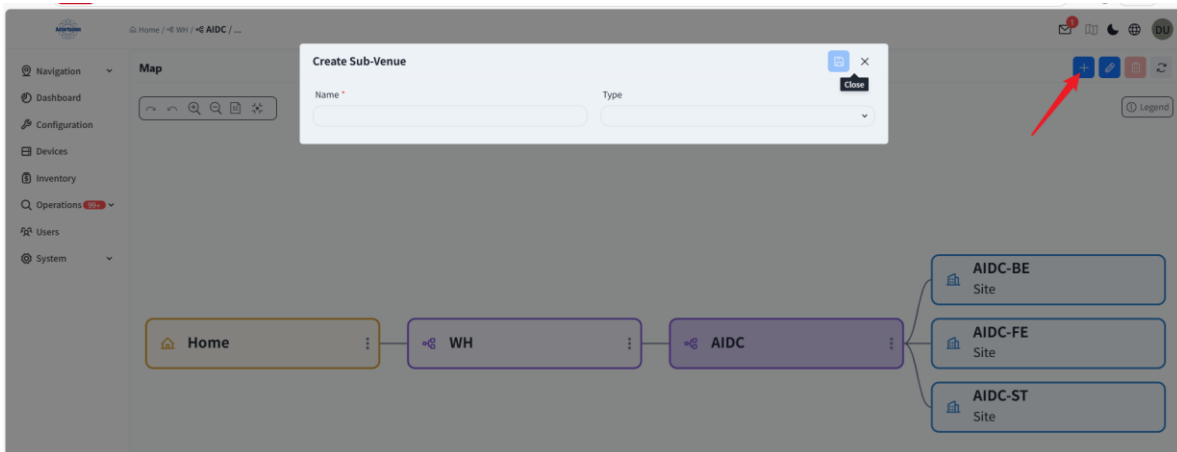 Home / WH / AIDC / ...
1
DU
Navigation
Map
Create Sub-Venue
Close
Dashboard
Name *
Type
Configuration
Legend
Devices
Inventory
Operations 99+
Users
System
AIDC-BE
Site
Home
WH
AIDC
AIDC-FE
Site
AIDC-ST
Site